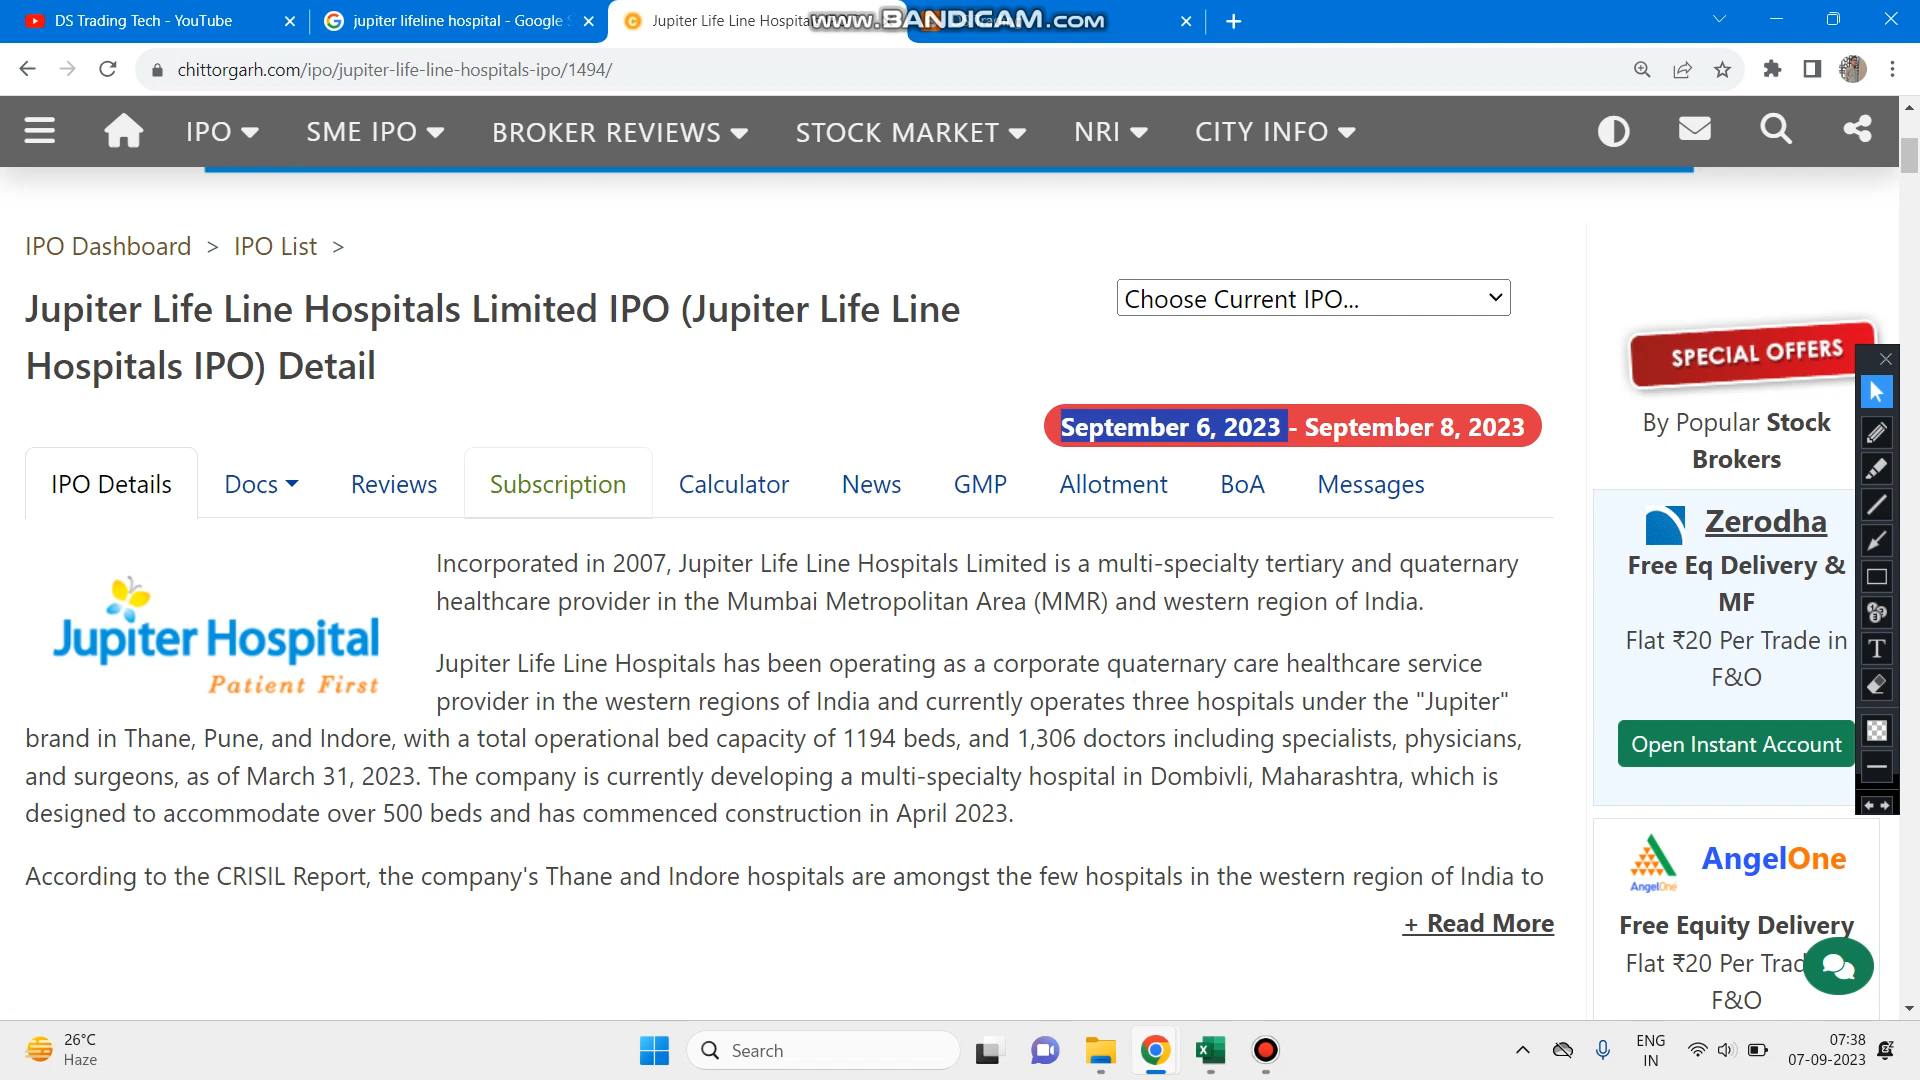 DS Trading Tech - YouTube
jupiter lifeline hospital - Google
Jupiter Life Line Hospita
www.BANDICAM.com
chittorgarh.com/ipo/jupiter-life-line-hospitals-ipo/1494/
IPO
SME IPO
BROKER REVIEWS
STOCK MARKET
NRI
CITY INFO
IPO Dashboard > IPO List >
Jupiter Life Line Hospitals Limited IPO (Jupiter Life Line
Hospitals IPO) Detail
Choose Current IPO...
September 6, 2023 - September 8, 2023
IPO Details
Docs
Reviews
Subscription
Calculator
News
GMP
Allotment
BoA
Messages
Jupiter Hospital
Patient First
Incorporated in 2007, Jupiter Life Line Hospitals Limited is a multi-specialty tertiary and quaternary
healthcare provider in the Mumbai Metropolitan Area (MMR) and western region of India.
Jupiter Life Line Hospitals has been operating as a corporate quaternary care healthcare service
provider in the western regions of India and currently operates three hospitals under the "Jupiter"
brand in Thane, Pune, and Indore, with a total operational bed capacity of 1194 beds, and 1,306 doctors including specialists, physicians,
and surgeons, as of March 31, 2023. The company is currently developing a multi-specialty hospital in Dombivli, Maharashtra, which is
designed to accommodate over 500 beds and has commenced construction in April 2023.
According to the CRISIL Report, the company's Thane and Indore hospitals are amongst the few hospitals in the western region of India to
+ Read More
SPECIAL OFFERS
By Popular Stock
Brokers
Zerodha
Free Eq Delivery &
MF
Flat ₹20 Per Trade in
F&O
Open Instant Account
AngelOne
AngelOne
Free Equity Delivery
Flat ₹20 Per Trad
F&O
T
26°C
Haze
Search
ENG
IN
07:38
07-09-2023